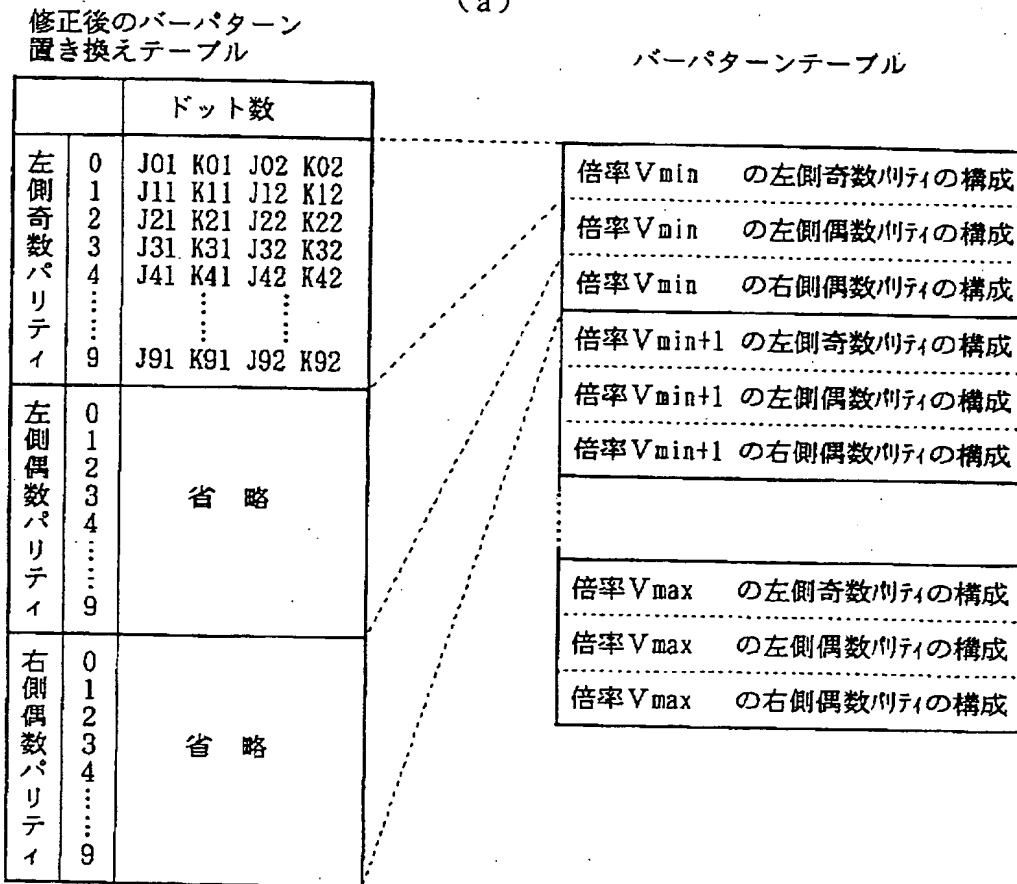 (a)
修正後のバーパターン
置き換えテーブル
ドット数
左側奇数パリティ
0 J01 K01 J02 K02
1 J11 K11 J12 K12
2 J21 K21 J22 K22
3 J31 K31 J32 K32
4 J41 K41 J42 K42
9 J91 K91 J92 K92
左側偶数パリティ
0
1
2
3
4
9
省略
右側偶数パリティ
0
1
2
3
4
9
省略
バーパターンテーブル
倍率Vmin の左側奇数パリティの構成
倍率Vmin の左側偶数パリティの構成
倍率Vmin の右側偶数パリティの構成
倍率Vmin+1 の左側奇数パリティの構成
倍率Vmin+1 の左側偶数パリティの構成
倍率Vmin+1 の右側偶数パリティの構成
倍率Vmax の左側奇数パリティの構成
倍率Vmax の左側偶数パリティの構成
倍率Vmax の右側偶数パリティの構成